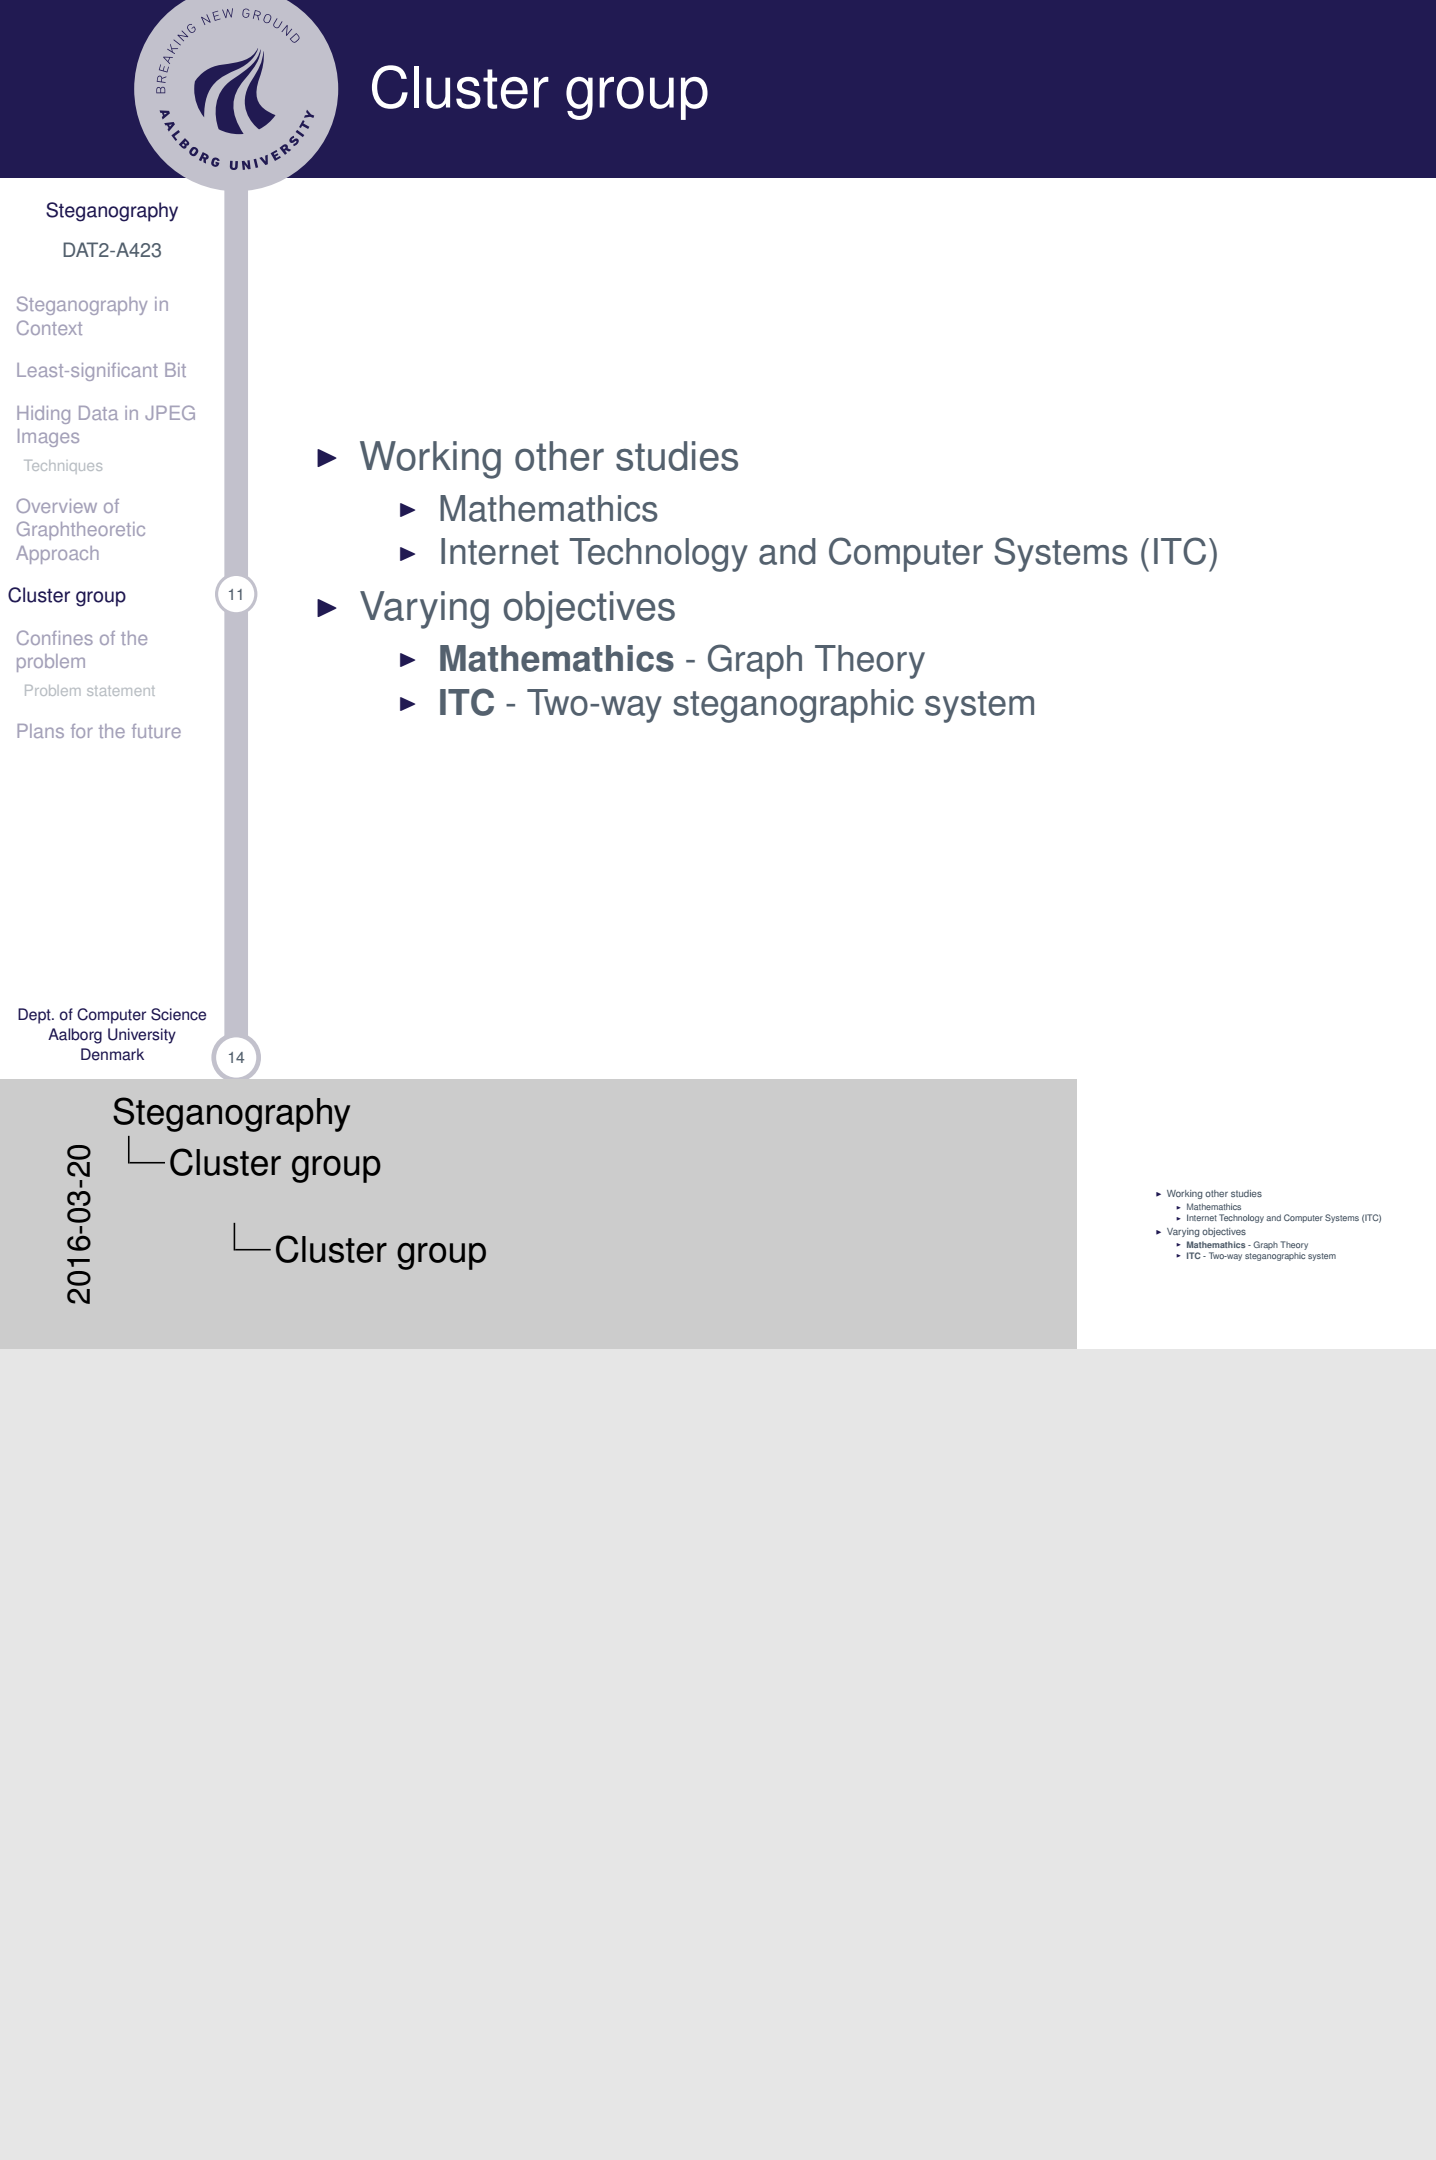 BREAKING NEW GROUND
AALBORG UNIVERSITY
Cluster group
Steganography
DAT2-A423
Steganography in
Context
Least-significant Bit
Hiding Data in JPEG
Images
Techniques
Overview of
Graphtheoretic
Approach
Cluster group
11
Confines of the
problem
Problem statement
Plans for the future
Dept. of Computer Science
Aalborg University
Denmark
14
Working other studies
Mathemathics
Internet Technology and Computer Systems (ITC)
Varying objectives
Mathemathics - Graph Theory
ITC - Two-way steganographic system
2016-03-20
Steganography
Cluster group
Cluster group
Working other studies
Mathemathics
Internet Technology and Computer Systems (ITC)
Varying objectives
Mathemathics - Graph Theory
ITC - Two-way steganographic system